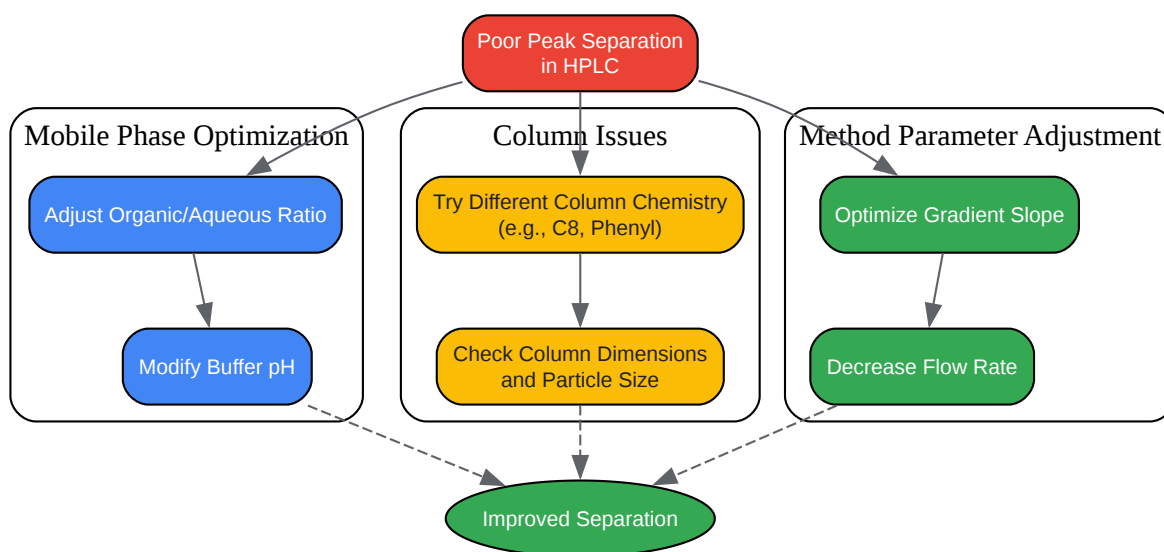 Poor Peak Separation
in HPLC
Mobile Phase Optimization
Column Issues
Method Parameter Adjustment
Adjust Organic/Aqueous Ratio
Try Different Column Chemistry
(e.g., C8, Phenyl)
Optimize Gradient Slope
Modify Buffer pH
Check Column Dimensions
and Particle Size
Decrease Flow Rate
Improved Separation